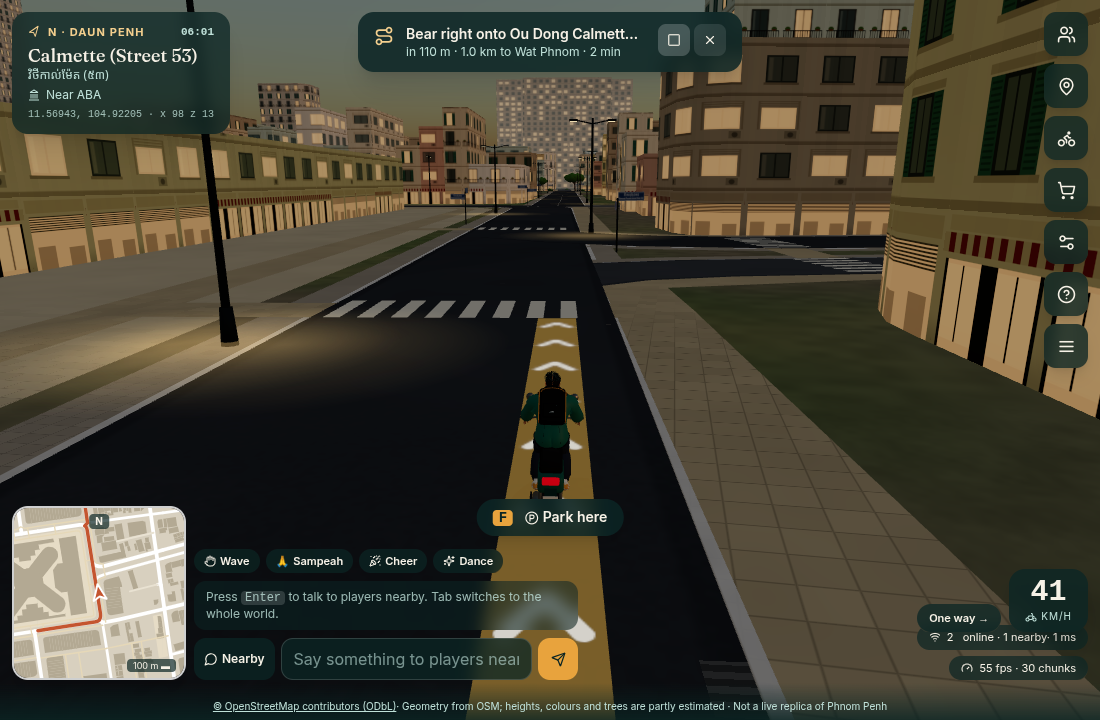 N · DAUN PENH 06:01
Calmette (Street 53)
វិថីកាល់ម៉ែត (៥៣)
Near ABA
11.56943, 104.92205 · x 98 z 13
Bear right onto Ou Dong Calmett...
in 110 m · 1.0 km to Wat Phnom · 2 min
F P Park here
N
100 m
Wave
🙏 Sampeah
Cheer
Dance
Press Enter to talk to players nearby. Tab switches to the
whole world.
Nearby
Say something to players near
41
KM/H
One way →
2 online · 1 nearby · 1 ms
55 fps · 30 chunks
© OpenStreetMap contributors (ODbL) · Geometry from OSM; heights, colours and trees are partly estimated · Not a live replica of Phnom Penh